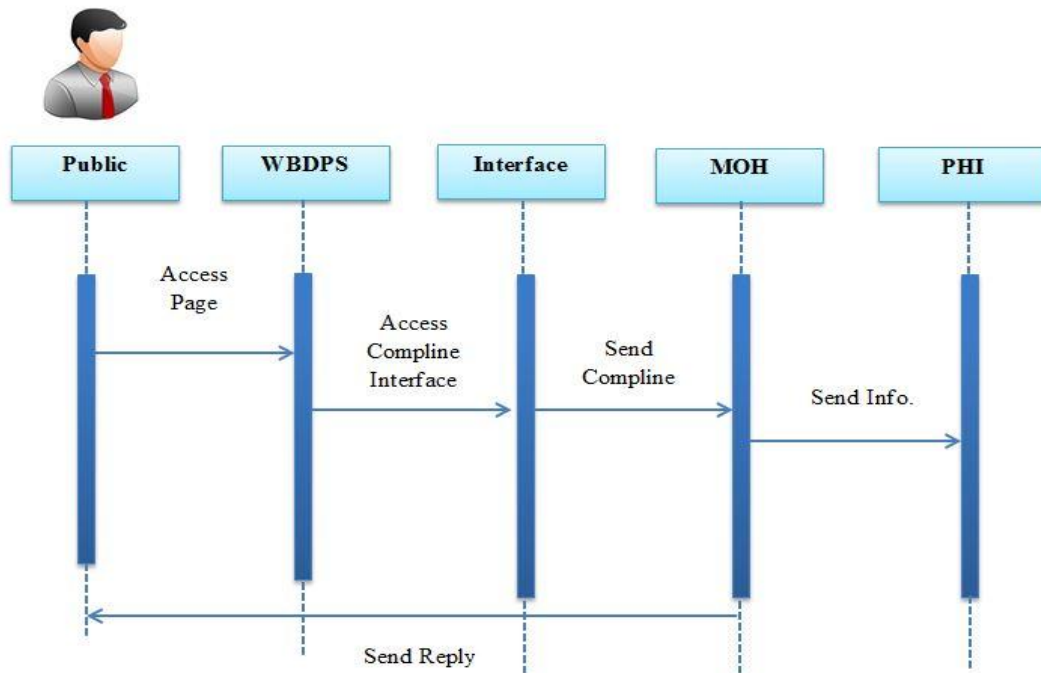 Public
WBDPS
Interface
MOH
PHI
Access
Page
Access
Compline
Interface
Send
Compline
Send Info.
Send Reply